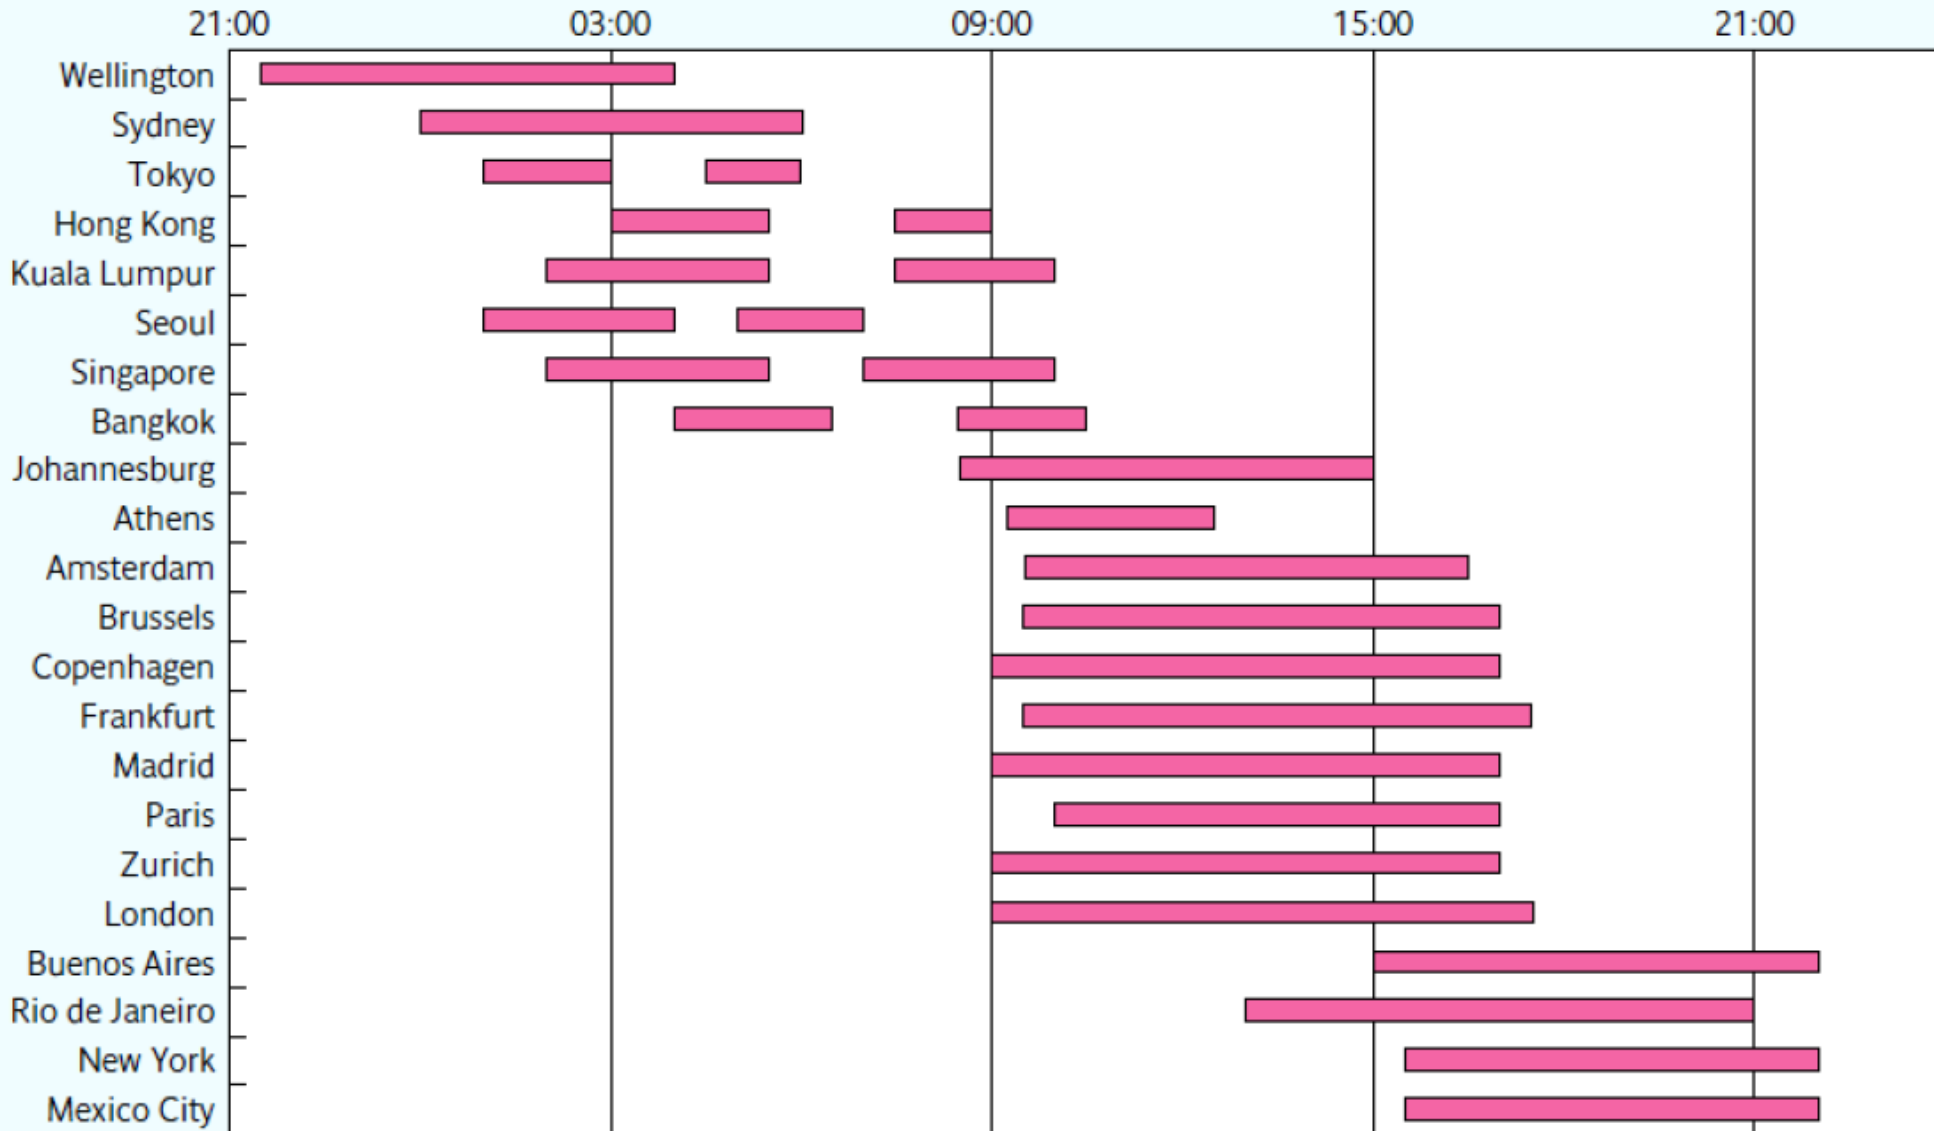 21:00 03:00 09:00 15:00 21:00
Wellington
Sydney
Tokyo
Hong Kong
Kuala Lumpur
Seoul
Singapore
Bangkok
Johannesburg
Athens
Amsterdam
Brussels
Copenhagen
Frankfurt
Madrid
Paris
Zurich
London
Buenos Aires
Rio de Janeiro
New York
Mexico City